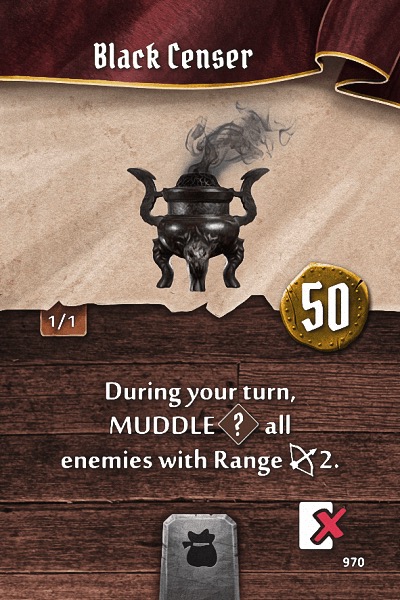 Black Censer
1/1
50
During your turn,
MUDDLE ? all
enemies with Range 2.
970